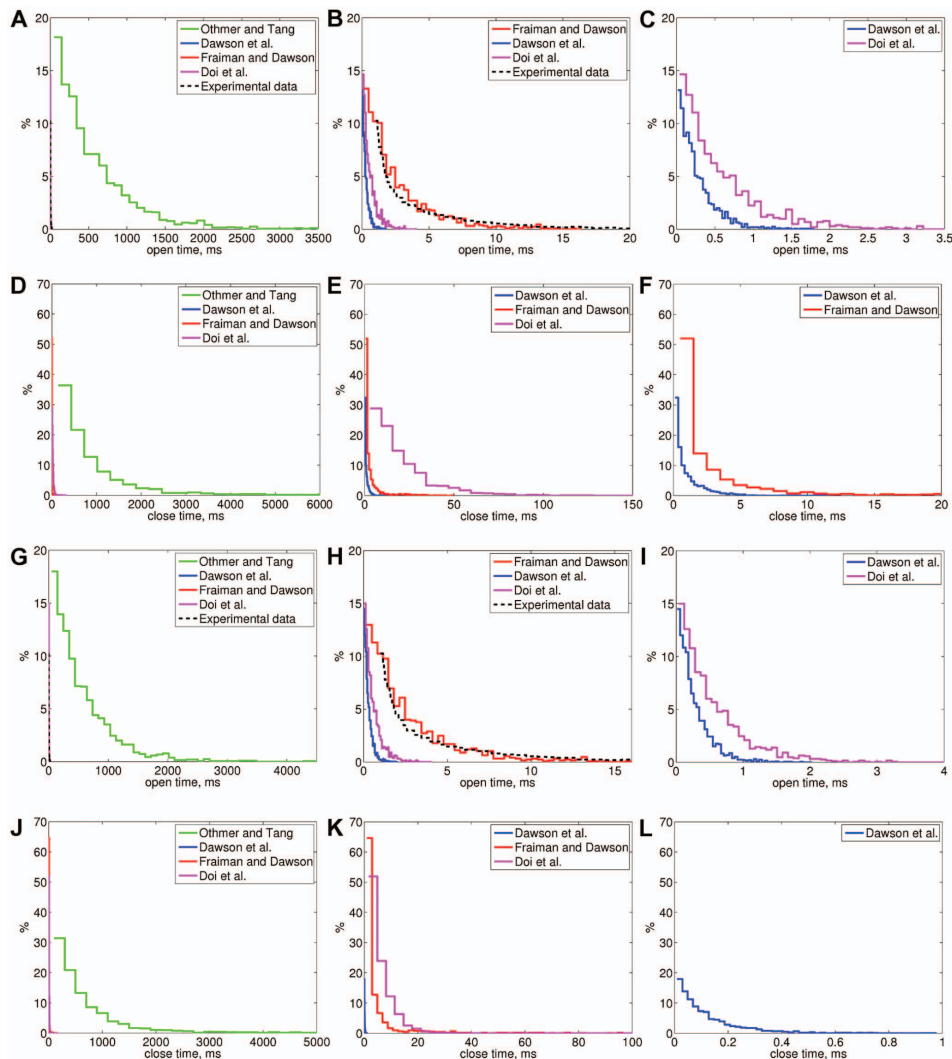 A
20
15
10
5
0
%
0 500 1000 1500 2000 2500 3000 3500
open time, ms
Othmer and Tang
Dawson et al.
Fraiman and Dawson
Doi et al.
Experimental data
B
20
15
10
5
0
%
0 5 10 15 20
open time, ms
Fraiman and Dawson
Dawson et al.
Doi et al.
Experimental data
C
20
15
10
5
0
%
0 0.5 1 1.5 2 2.5 3 3.5
open time, ms
Dawson et al.
Doi et al.
D
70
60
50
40
30
20
10
0
%
0 1000 2000 3000 4000 5000 6000
close time, ms
Othmer and Tang
Dawson et al.
Fraiman and Dawson
Doi et al.
E
70
60
50
40
30
20
10
0
%
0 50 100 150
close time, ms
Dawson et al.
Fraiman and Dawson
Doi et al.
F
70
60
50
40
30
20
10
0
%
0 5 10 15 20
close time, ms
Dawson et al.
Fraiman and Dawson
G
20
15
10
5
0
%
0 1000 2000 3000 4000
open time, ms
Othmer and Tang
Dawson et al.
Fraiman and Dawson
Doi et al.
Experimental data
H
20
15
10
5
0
%
0 5 10 15
open time, ms
Fraiman and Dawson
Dawson et al.
Doi et al.
Experimental data
I
20
15
10
5
0
%
0 1 2 3 4
open time, ms
Dawson et al.
Doi et al.
J
70
60
50
40
30
20
10
0
%
0 1000 2000 3000 4000 5000
close time, ms
Othmer and Tang
Dawson et al.
Fraiman and Dawson
Doi et al.
K
70
60
50
40
30
20
10
0
%
0 20 40 60 80 100
close time, ms
Dawson et al.
Fraiman and Dawson
Doi et al.
L
70
60
50
40
30
20
10
0
%
0 0.2 0.4 0.6 0.8 1
close time, ms
Dawson et al.